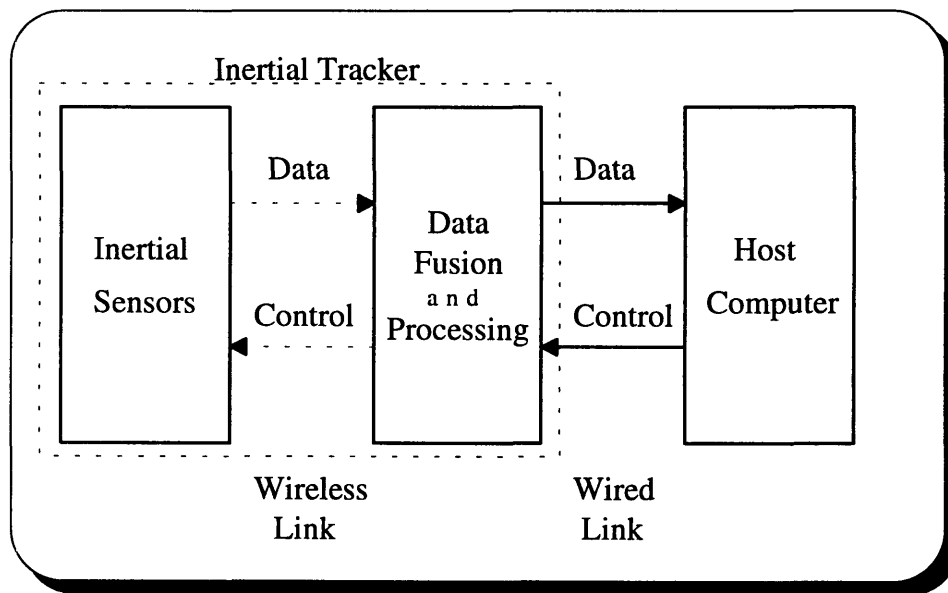 Inertial Tracker
Inertial
Sensors
Data
Control
Data
Fusion
and
Processing
Data
Control
Host
Computer
Wireless
Link
Wired
Link